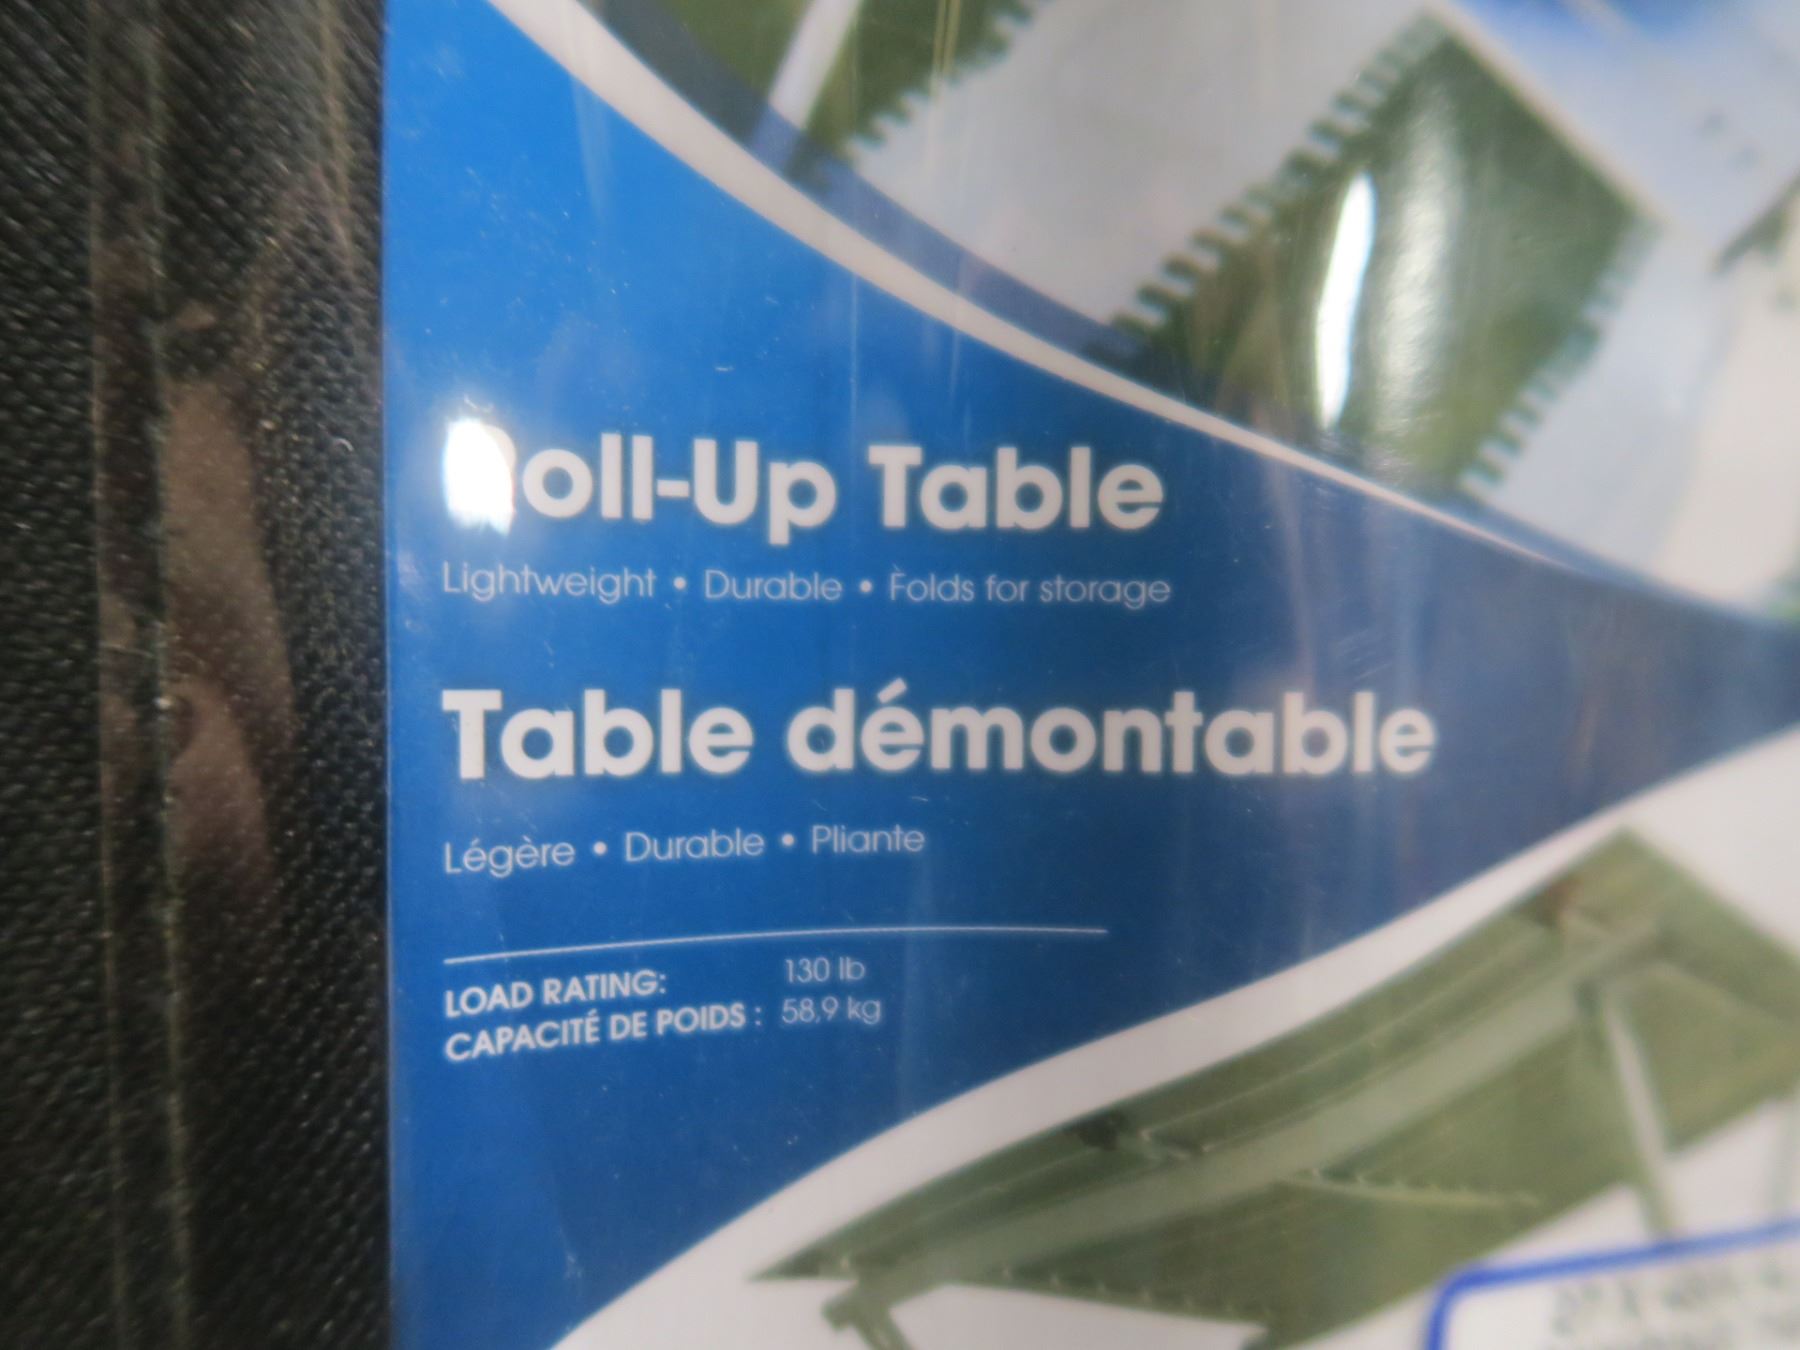 Roll-Up Table
Lightweight • Durable • Folds for storage
Table démontable
Légère • Durable • Pliante
LOAD RATING: 130 lb
CAPACITÉ DE POIDS : 58,9 kg